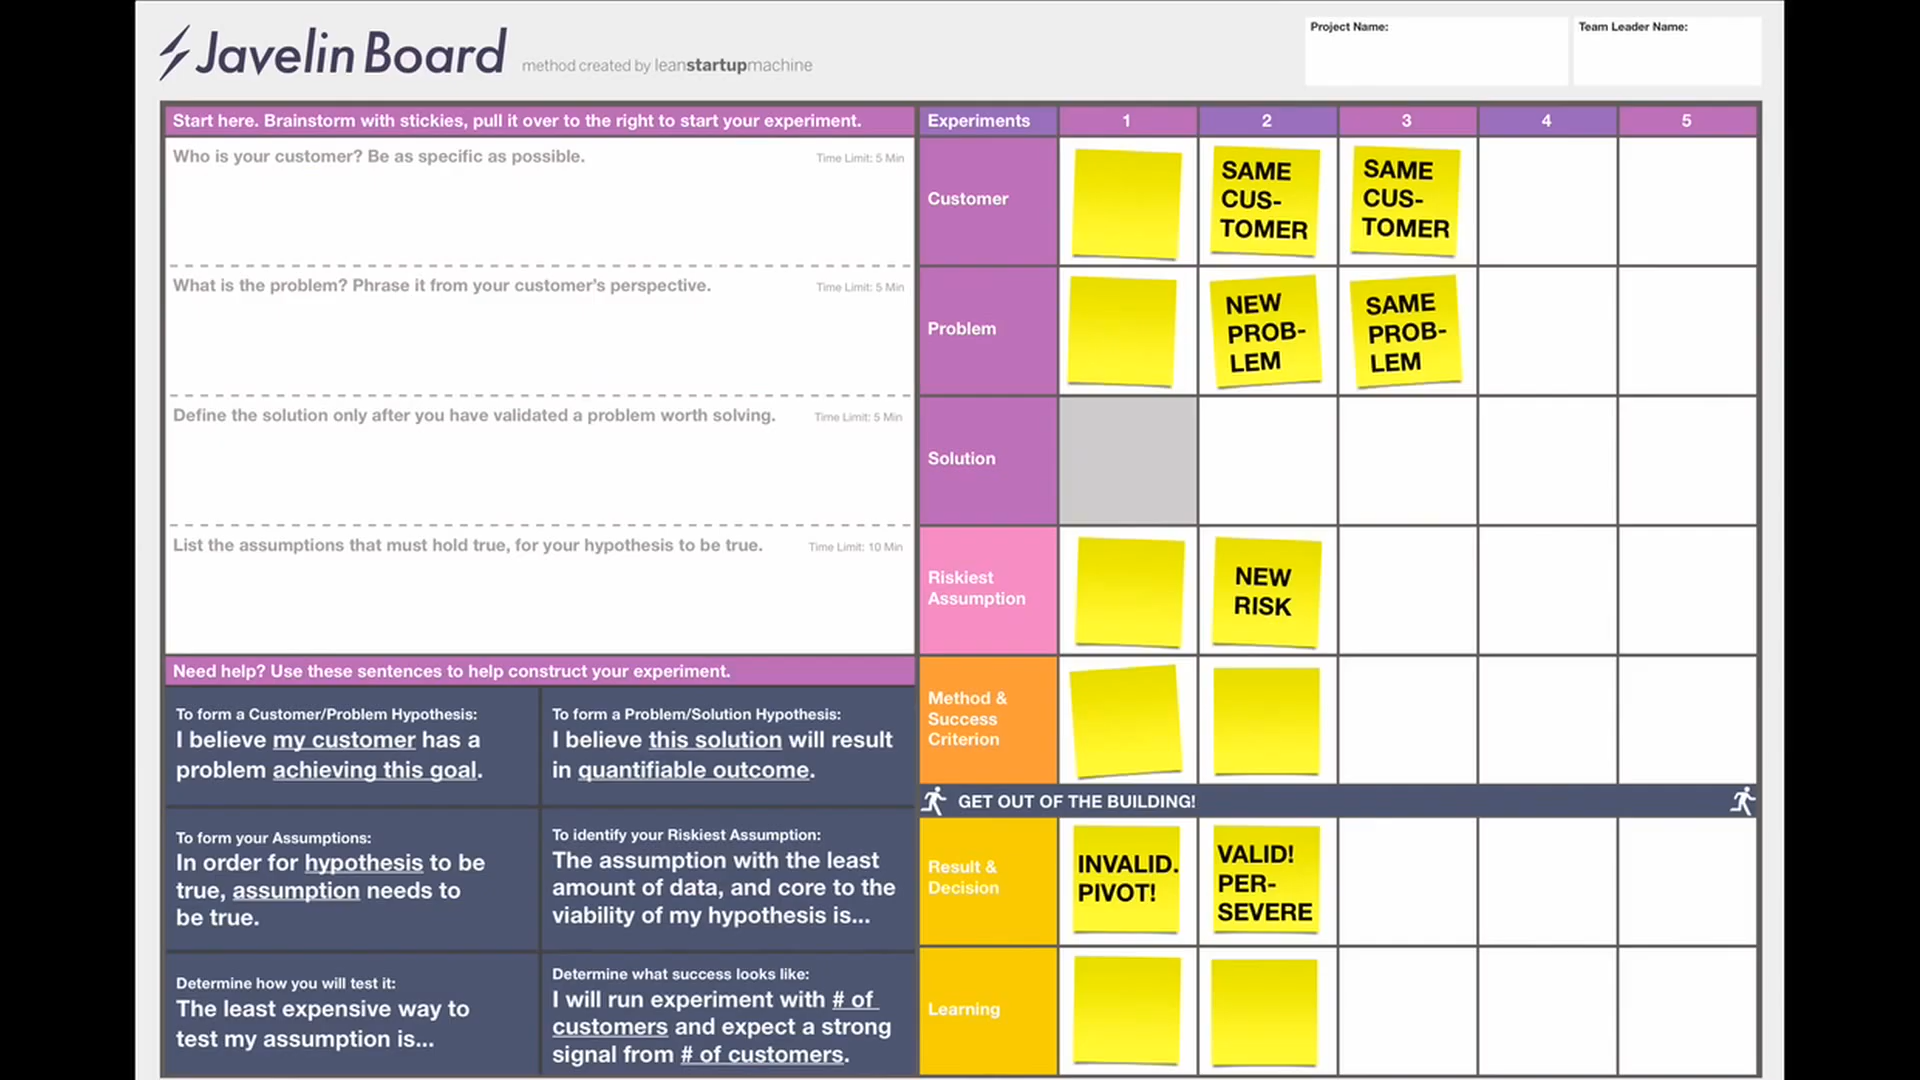 Javelin Board
method created by leanstartupmachine
Project Name:
Team Leader Name:
Start here. Brainstorm with stickies, pull it over to the right to start your experiment.
Who is your customer? Be as specific as possible.
Time Limit: 5 Min
What is the problem? Phrase it from your customer's perspective.
Time Limit: 5 Min
Define the solution only after you have validated a problem worth solving.
Time Limit: 5 Min
List the assumptions that must hold true, for your hypothesis to be true.
Time Limit: 10 Min
Need help? Use these sentences to help construct your experiment.
To form a Customer/Problem Hypothesis:
I believe my customer has a
problem achieving this goal.
To form a Problem/Solution Hypothesis:
I believe this solution will result
in quantifiable outcome.
To form your Assumptions:
In order for hypothesis to be
true, assumption needs to
be true.
To identify your Riskiest Assumption:
The assumption with the least
amount of data, and core to the
viability of my hypothesis is...
Determine how you will test it:
The least expensive way to
test my assumption is...
Determine what success looks like:
I will run experiment with # of
customers and expect a strong
signal from # of customers.
Experiments
1
2
3
4
5
Customer
SAME
CUS-
TOMER
SAME
CUS-
TOMER
Problem
NEW
PROB-
LEM
SAME
PROB-
LEM
Solution
Riskiest
Assumption
NEW
RISK
Method &
Success
Criterion
GET OUT OF THE BUILDING!
Result &
Decision
INVALID.
PIVOT!
VALID!
PER-
SEVERE
Learning